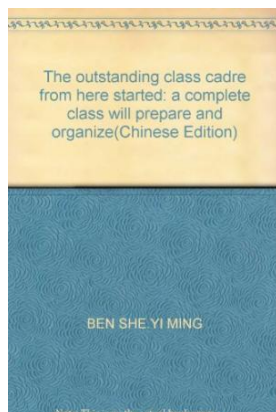 The outstanding class cadre
from here started: a complete
class will prepare and
organize(Chinese Edition)
BEN SHE.YI MING